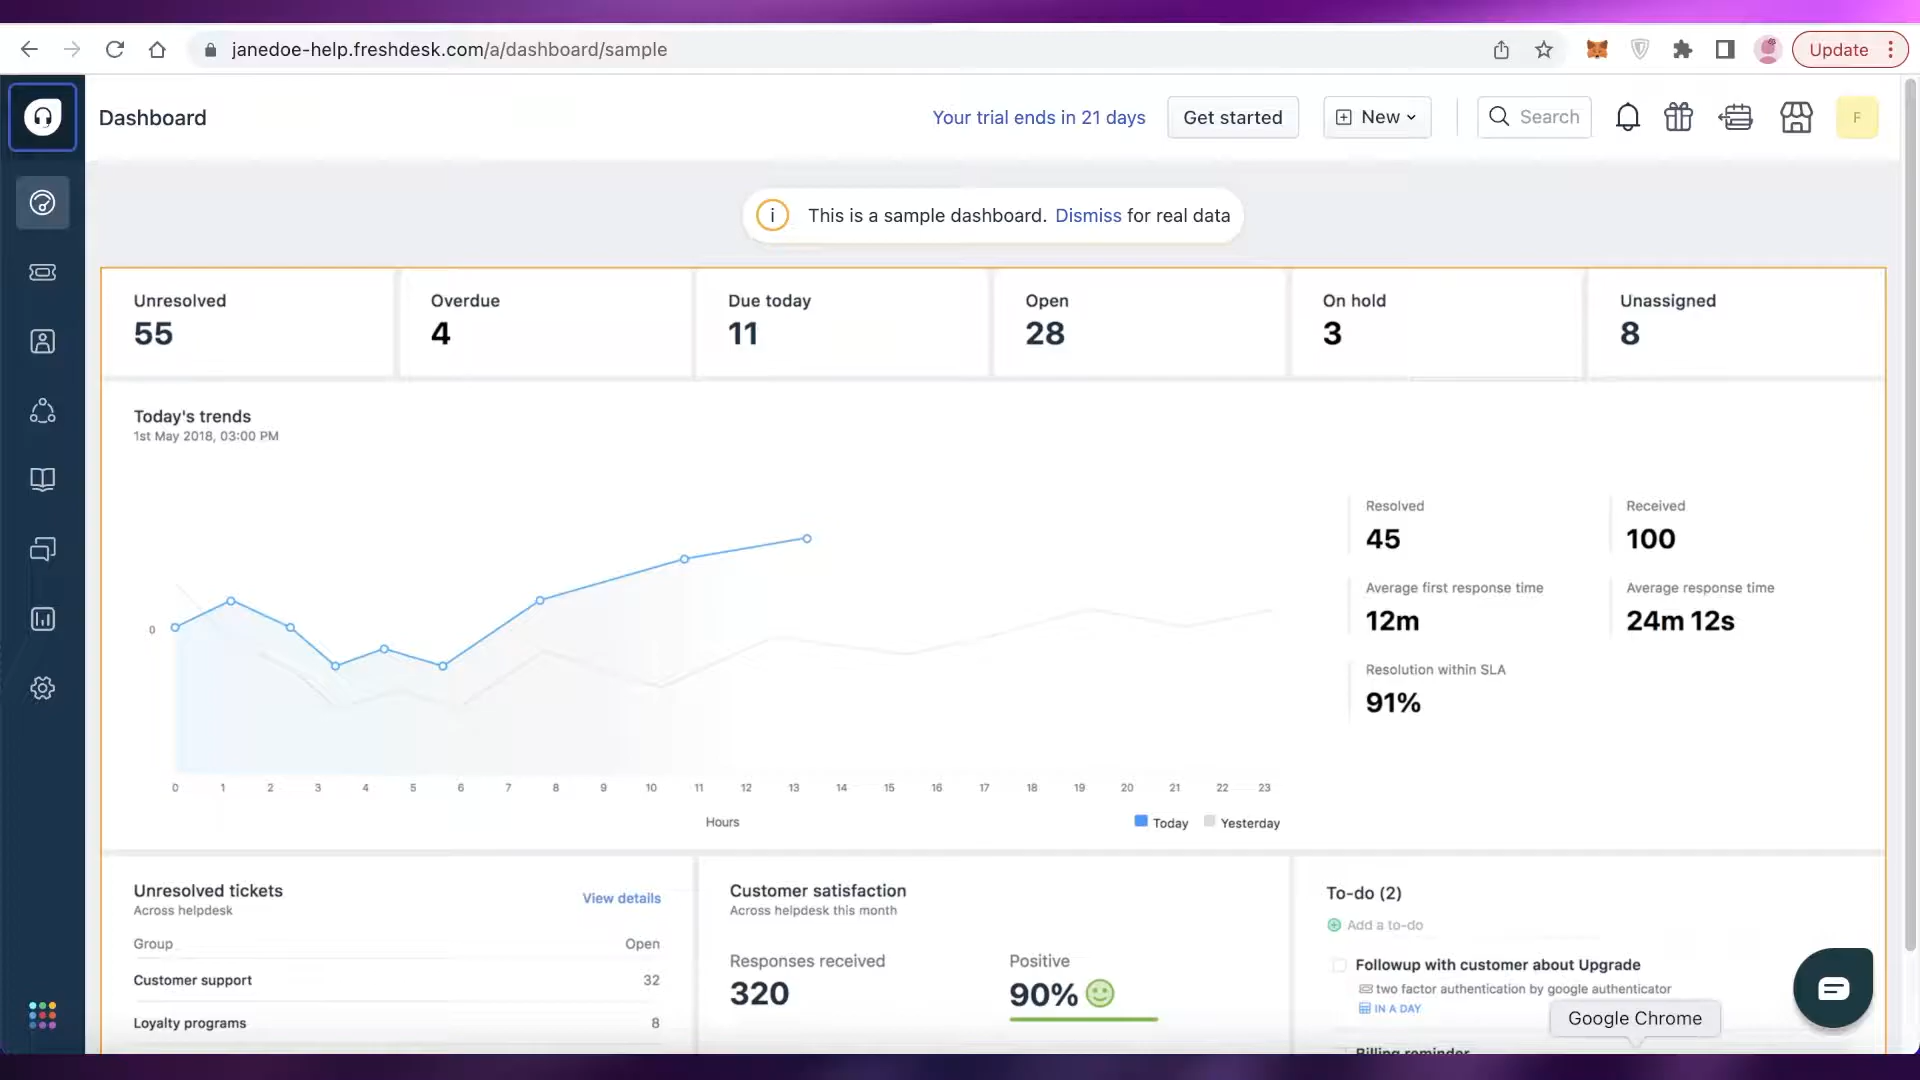 janedoe-help.freshdesk.com/a/dashboard/sample
Update
Dashboard
Your trial ends in 21 days
Get started
New
Search
F
This is a sample dashboard. Dismiss for real data
Unresolved
55
Overdue
4
Due today
11
Open
28
On hold
3
Unassigned
8
Today's trends
1st May 2018, 03:00 PM
0
0 1 2 3 4 5 6 7 8 9 10 11 12 13 14 15 16 17 18 19 20 21 22 23
Hours
Today Yesterday
Resolved
45
Received
100
Average first response time
12m
Average response time
24m 12s
Resolution within SLA
91%
Unresolved tickets
Across helpdesk
View details
Group Open
Customer support 32
Loyalty programs 8
Customer satisfaction
Across helpdesk this month
Responses received
320
Positive
90%
To-do (2)
Add a to-do
Followup with customer about Upgrade
two factor authentication by google authenticator
IN A DAY
Google Chrome
Billing reminder